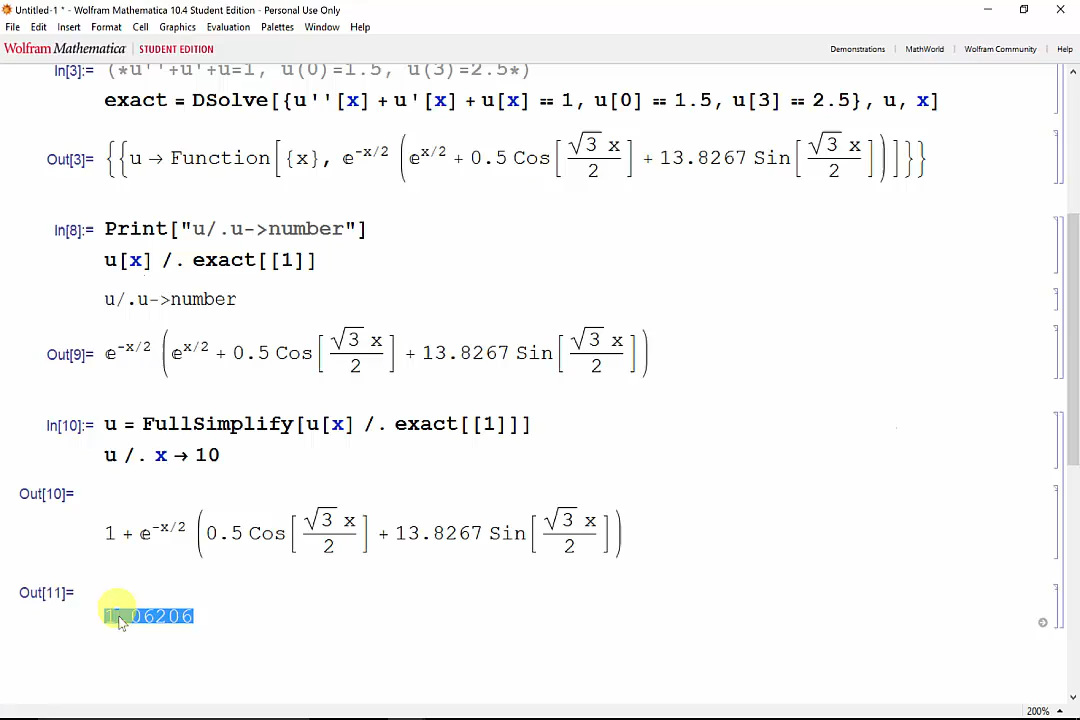 Untitled-1 * - Wolfram Mathematica 10.4 Student Edition - Personal Use Only
File Edit Insert Format Cell Graphics Evaluation Palettes Window Help
Wolfram Mathematica | STUDENT EDITION Demonstrations MathWorld Wolfram Community Help
In[3]:= (*u''+u'+u=1, u(0)=1.5, u(3)=2.5*)
exact = DSolve[{u''[x] + u'[x] + u[x] == 1, u[0] == 1.5, u[3] == 2.5}, u, x]
Out[3]= {{u → Function[{x}, ⅇ^(-x/2) (ⅇ^(x/2) + 0.5 Cos[√3 x / 2] + 13.8267 Sin[√3 x / 2])]}}
In[8]:= Print["u/.u->number"]
u[x] /. exact[[1]]
u/.u->number
Out[9]= ⅇ^(-x/2) (ⅇ^(x/2) + 0.5 Cos[√3 x / 2] + 13.8267 Sin[√3 x / 2])
In[10]:= u = FullSimplify[u[x] /. exact[[1]]]
u /. x → 10
Out[10]=
1 + ⅇ^(-x/2) (0.5 Cos[√3 x / 2] + 13.8267 Sin[√3 x / 2])
Out[11]=
1.06206
200%